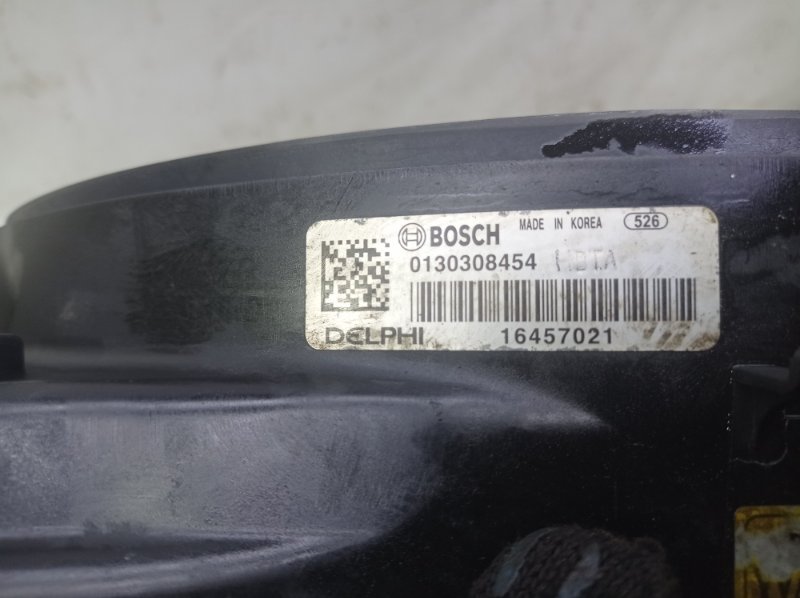 BOSCH MADE IN KOREA 526
0130308454
DELPHI 16457021